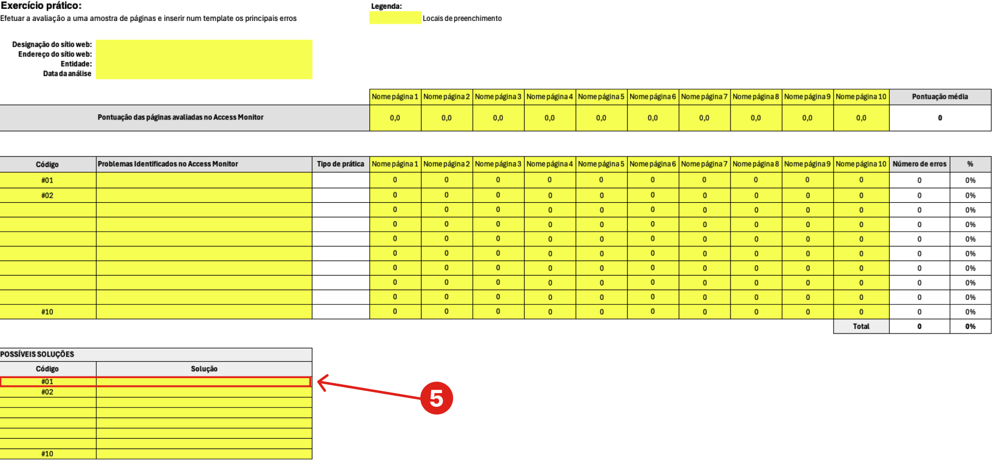 Exercício prático:
Legenda:
Efetuar a avaliação a uma amostra de páginas e inserir num template os principais erros
Locais de preenchimento
Designação do sítio web:
Endereço do sítio web:
Entidade:
Data da análise
Nome página 1 Nome página 2 Nome página 3 Nome página 4 Nome página 5 Nome página 6 Nome página 7 Nome página 8 Nome página 9 Nome página 10 Pontuação média
Pontuação das páginas avaliadas no Access Monitor 0,0 0,0 0,0 0,0 0,0 0,0 0,0 0,0 0,0 0,0 0
Código Problemas Identificados no Access Monitor Tipo de prática Nome página 1 Nome página 2 Nome página 3 Nome página 4 Nome página 5 Nome página 6 Nome página 7 Nome página 8 Nome página 9 Nome página 10 Número de erros %
#01 0 0 0 0 0 0 0 0 0 0 0 0%
#02 0 0 0 0 0 0 0 0 0 0 0 0%
0 0 0 0 0 0 0 0 0 0 0 0%
0 0 0 0 0 0 0 0 0 0 0 0%
0 0 0 0 0 0 0 0 0 0 0 0%
0 0 0 0 0 0 0 0 0 0 0 0%
0 0 0 0 0 0 0 0 0 0 0 0%
0 0 0 0 0 0 0 0 0 0 0 0%
0 0 0 0 0 0 0 0 0 0 0 0%
#10 0 0 0 0 0 0 0 0 0 0 0 0%
Total 0 0%
POSSÍVEIS SOLUÇÕES
Código Solução
#01
#02
5
#10